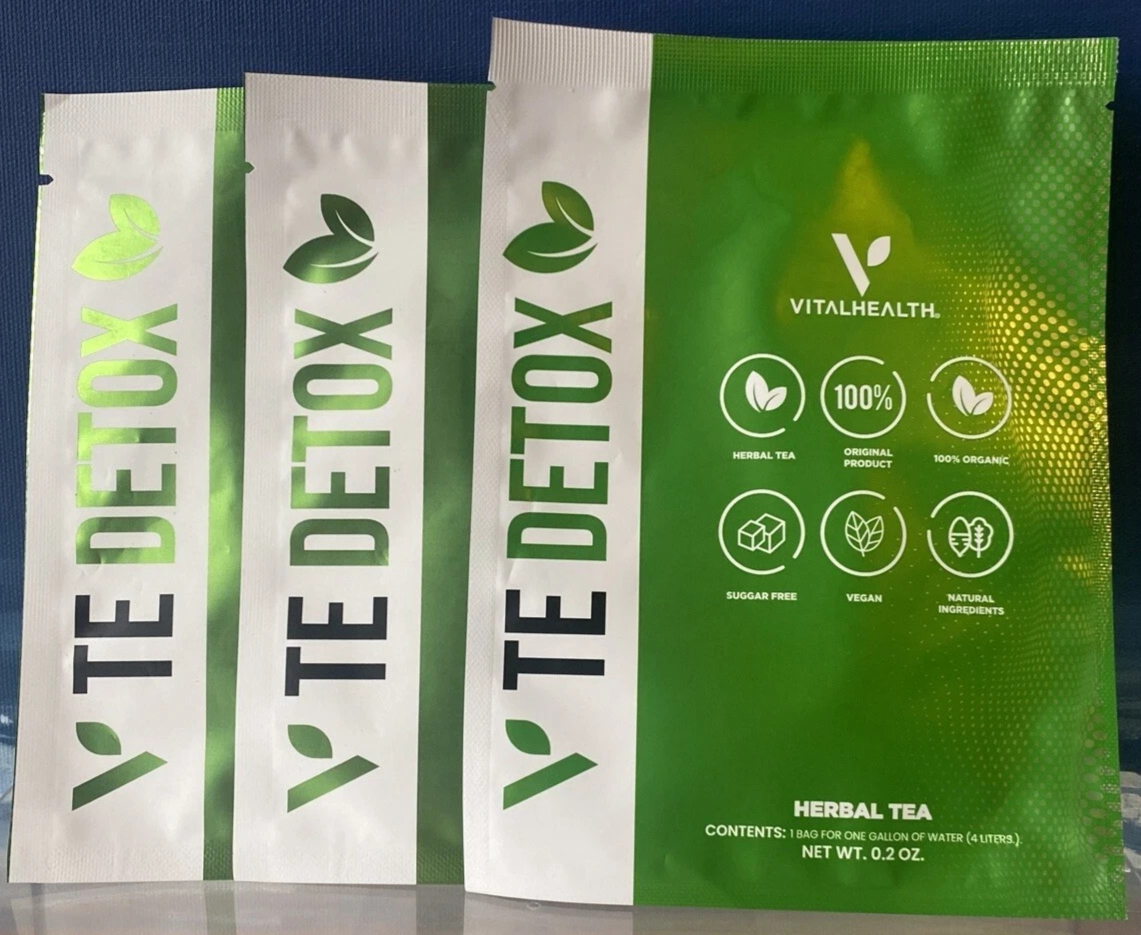 TE DETOX
TE DETOX
TE DETOX
VITALHEALTH®
HERBAL TEA
100%
ORIGINAL
PRODUCT
100% ORGANIC
SUGGAR FREE
VEGAN
NATURAL
INGREDIENTS
HERBAL TEA
CONTENTS: 1 BAG FOR ONE GALLON OF WATER (4 LITERS.).
NET WT. 0.2 OZ.